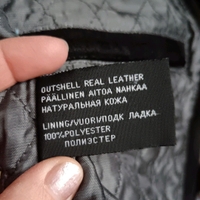 OUTSHELL REAL LEATHER
PÄÄLLINEN AITOA NAHKAA
НАТУРАЛЬНАЯ КОЖА
LINING/VUORI/ПОДК ЛАДКА.
100%POLYESTER
ПОЛИЭСТЕР